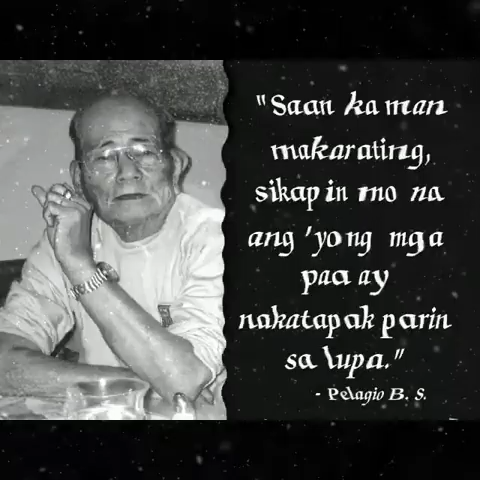 "Saan ka man
makarating,
sikapin mo na
ang 'yong mga
paa ay
nakatapak parin
sa lupa."
- Pelagio B. S.